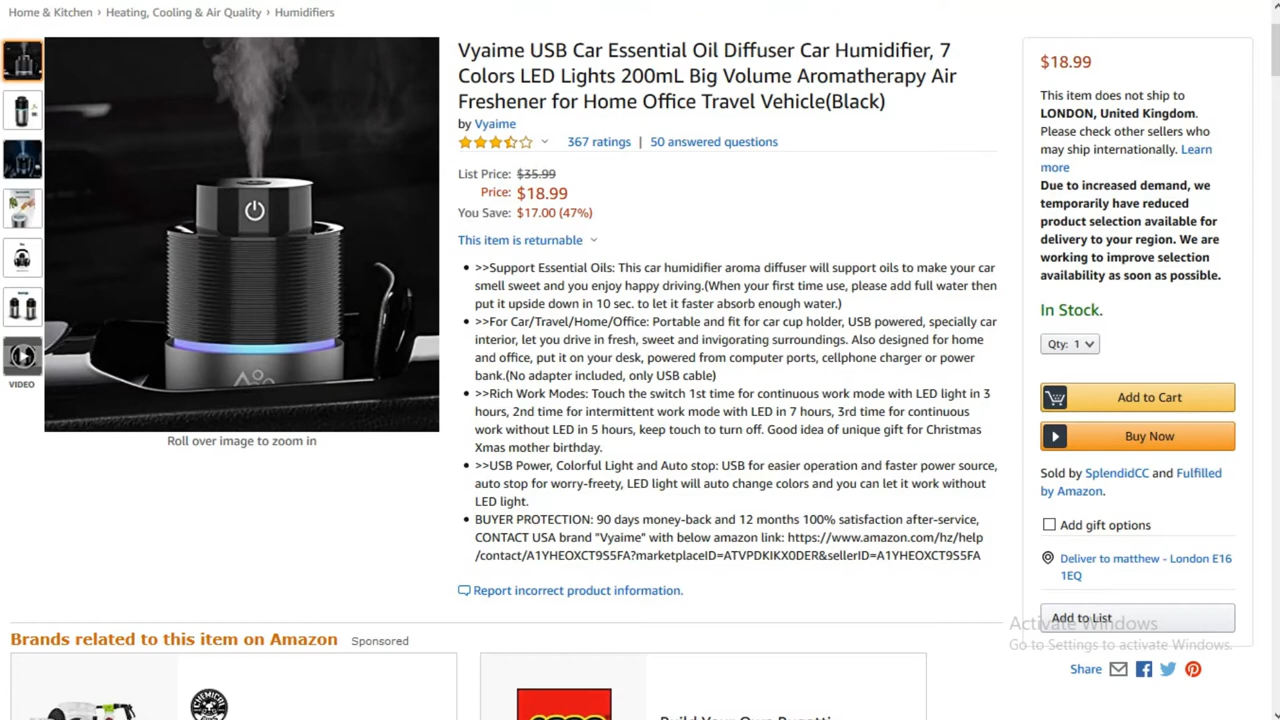 Home & Kitchen › Heating, Cooling & Air Quality › Humidifiers
VIDEO
Roll over image to zoom in
Vyaime USB Car Essential Oil Diffuser Car Humidifier, 7
Colors LED Lights 200mL Big Volume Aromatherapy Air
Freshener for Home Office Travel Vehicle(Black)
by Vyaime
367 ratings | 50 answered questions
List Price: $35.99
Price: $18.99
You Save: $17.00 (47%)
This item is returnable
• >>Support Essential Oils: This car humidifier aroma diffuser will support oils to make your car
smell sweet and you enjoy happy driving.(When your first time use, please add full water then
put it upside down in 10 sec. to let it faster absorb enough water.)
• >>For Car/Travel/Home/Office: Portable and fit for car cup holder, USB powered, specially car
interior, let you drive in fresh, sweet and invigorating surroundings. Also designed for home
and office, put it on your desk, powered from computer ports, cellphone charger or power
bank.(No adapter included, only USB cable)
• >>Rich Work Modes: Touch the switch 1st time for continuous work mode with LED light in 3
hours, 2nd time for intermittent work mode with LED in 7 hours, 3rd time for continuous
work without LED in 5 hours, keep touch to turn off. Good idea of unique gift for Christmas
Xmas mother birthday.
• >>USB Power, Colorful Light and Auto stop: USB for easier operation and faster power source,
auto stop for worry-freety, LED light will auto change colors and you can let it work without
LED light.
• BUYER PROTECTION: 90 days money-back and 12 months 100% satisfaction after-service,
CONTACT USA brand "Vyaime" with below amazon link: https://www.amazon.com/hz/help
/contact/A1YHEOXCT9S5FA?marketplaceID=ATVPDKIKX0DER&sellerID=A1YHEOXCT9S5FA
Report incorrect product information.
$18.99
This item does not ship to
LONDON, United Kingdom.
Please check other sellers who
may ship internationally. Learn
more
Due to increased demand, we
temporarily have reduced
product selection available for
delivery to your region. We are
working to improve selection
availability as soon as possible.
In Stock.
Qty: 1
Add to Cart
Buy Now
Sold by SplendidCC and Fulfilled
by Amazon.
Add gift options
Deliver to matthew - London E16
1EQ
Add to List
Activate Windows
Go to Settings to activate Windows.
Share
Brands related to this item on Amazon Sponsored
CHEMICAL